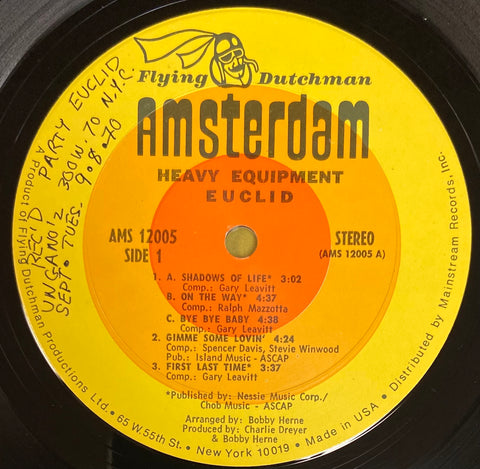 Flying Dutchman
Amsterdam
HEAVY EQUIPMENT
EUCLID
AMS 12005
SIDE 1
STEREO
(AMS 12005 A)
1. A. SHADOWS OF LIFE* 3:02
Comp.: Gary Leavitt
B. ON THE WAY* 4:37
Comp.: Ralph Mazzotta
C. BYE BYE BABY 4:38
Comp.: Gary Leavitt
2. GIMME SOME LOVIN' 4:24
Comp.: Spencer Davis, Stevie Winwood
Pub.: Island Music - ASCAP
3. FIRST LAST TIME* 3:37
Comp.: Gary Leavitt
*Published by: Nessie Music Corp./
Chob Music - ASCAP
Arranged by: Bobby Herne
Produced by: Charlie Dreyer
& Bobby Herne
A Product of Flying Dutchman Productions Ltd. • 65 W 55th St. • New York 10019 • Made in USA • Distributed by Mainstream Records, Inc.
PARTY EUCLID
300W. 70 N.Y.C.
9.8.70
REC'D
UNGANO'Z
SEPT. TUES.